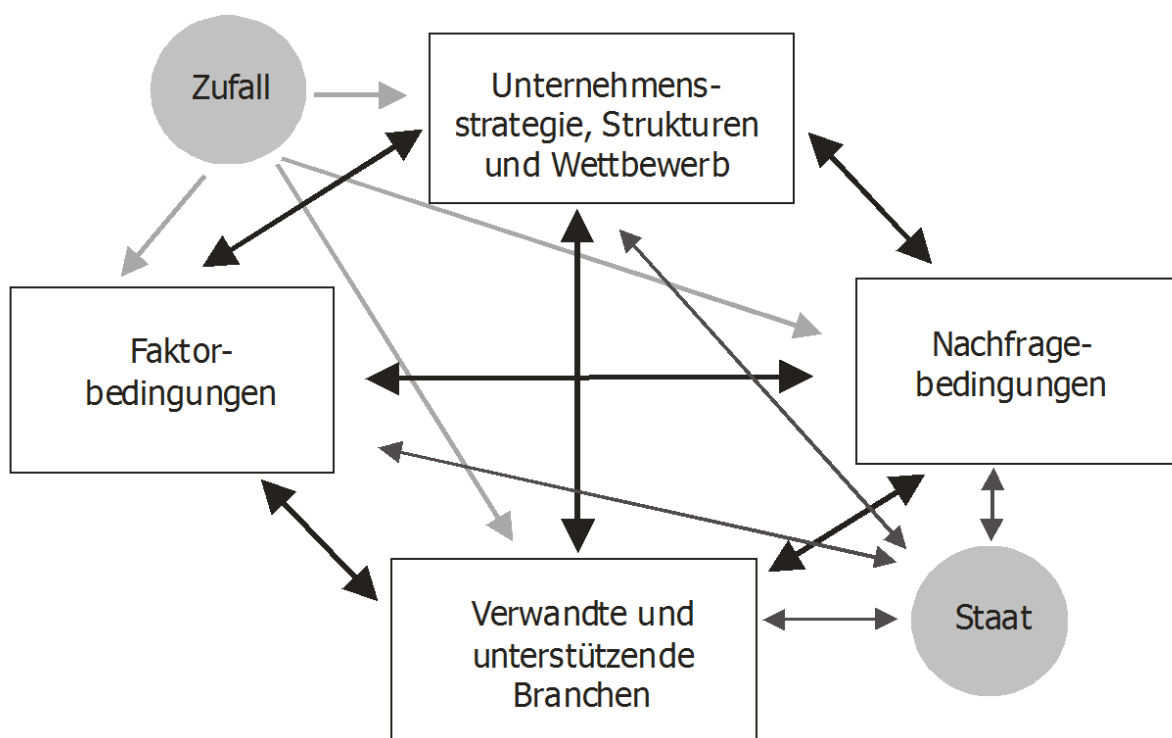 Zufall
Unternehmens-
strategie, Strukturen
und Wettbewerb
Faktor-
bedingungen
Nachfrage-
bedingungen
Verwandte und
unterstützende
Branchen
Staat